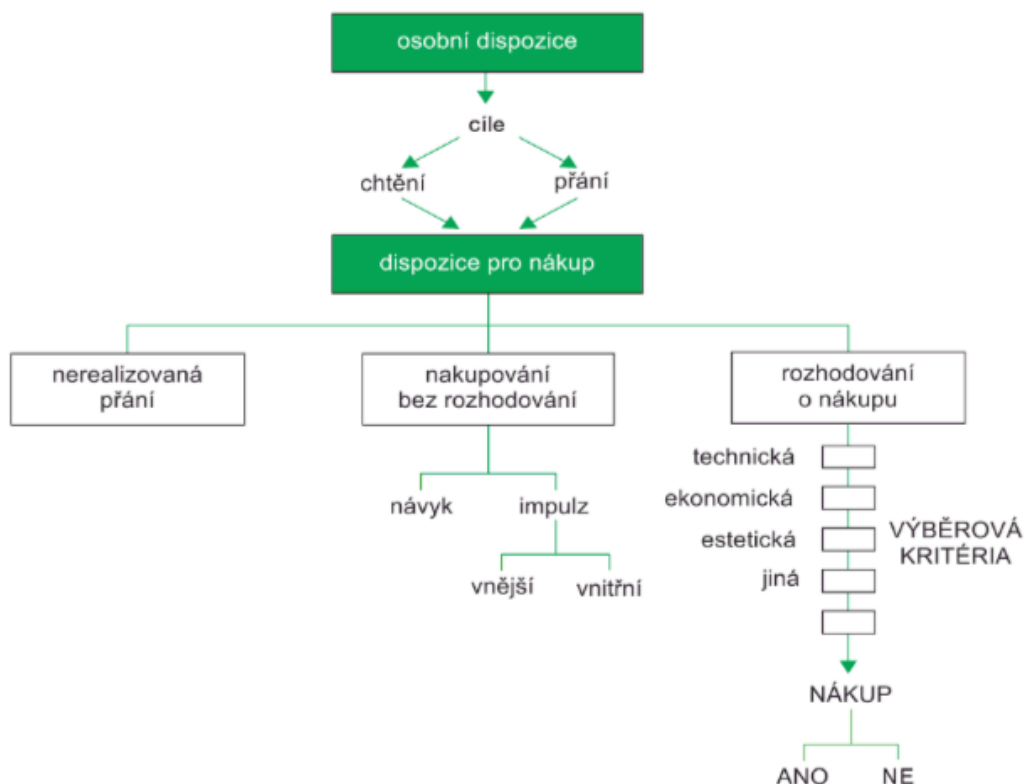 osobní dispozice
cíle
chtění
přání
dispozice pro nákup
nerealizovaná
přání
nakupování
bez rozhodování
rozhodování
o nákupu
návyk
impulz
vnější
vnitřní
technická
ekonomická
estetická
jiná
VÝBĚROVÁ
KRITÉRIA
NÁKUP
ANO
NE